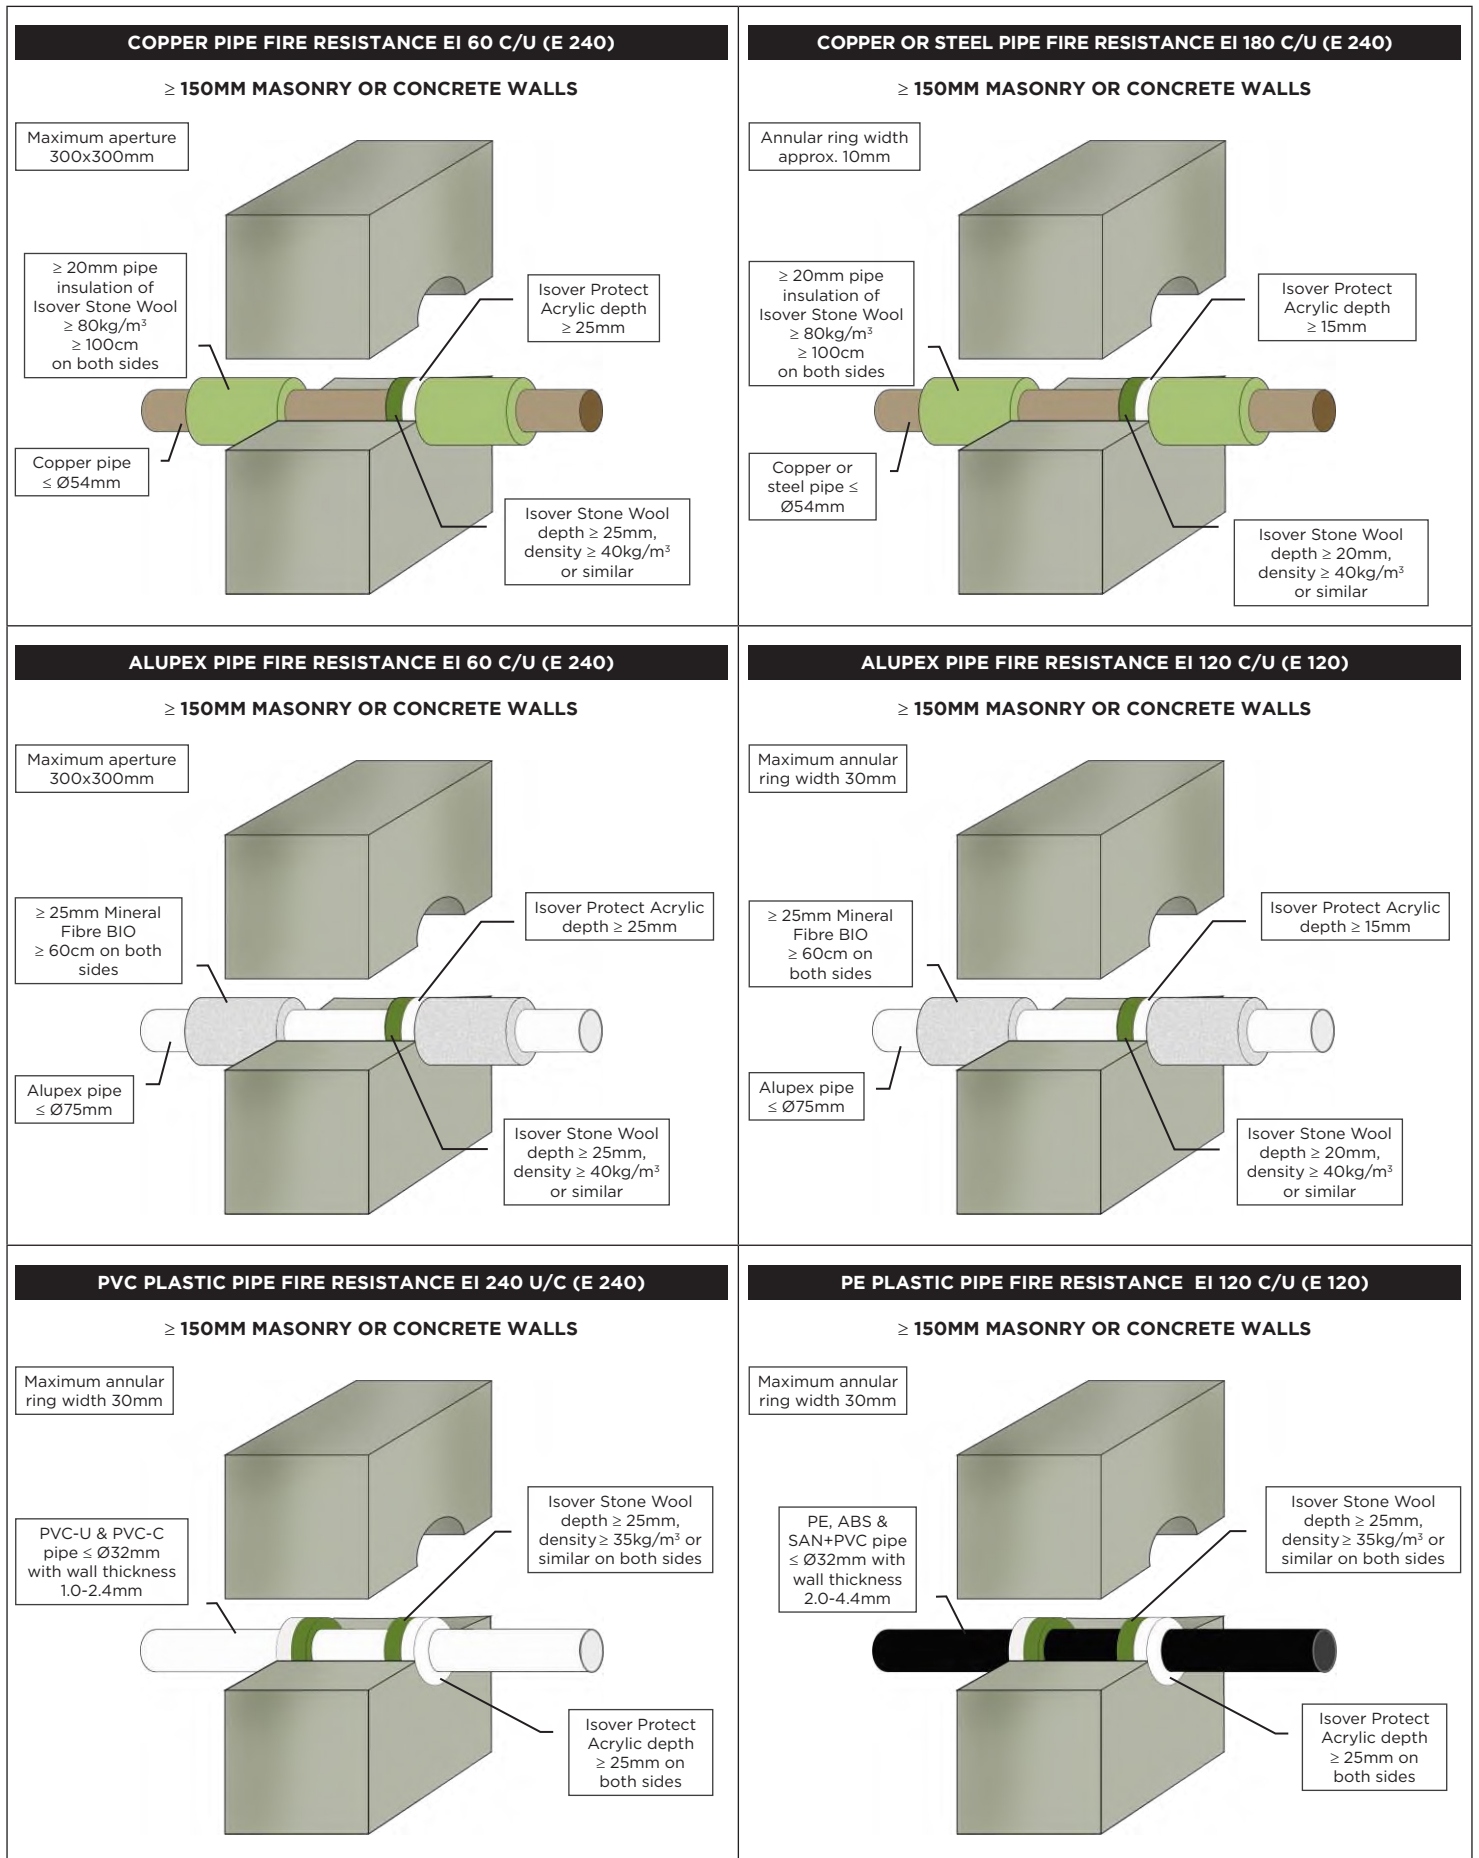 COPPER PIPE FIRE RESISTANCE EI 60 C/U (E 240)
≥ 150MM MASONRY OR CONCRETE WALLS
Maximum aperture
300x300mm
≥ 20mm pipe
insulation of
Isover Stone Wool
≥ 80kg/m³
≥ 100cm
on both sides
Isover Protect
Acrylic depth
≥ 25mm
Copper pipe
≤ Ø54mm
Isover Stone Wool
depth ≥ 25mm,
density ≥ 40kg/m³
or similar
COPPER OR STEEL PIPE FIRE RESISTANCE EI 180 C/U (E 240)
≥ 150MM MASONRY OR CONCRETE WALLS
Annular ring width
approx. 10mm
≥ 20mm pipe
insulation of
Isover Stone Wool
≥ 80kg/m³
≥ 100cm
on both sides
Isover Protect
Acrylic depth
≥ 15mm
Copper or
steel pipe ≤
Ø54mm
Isover Stone Wool
depth ≥ 20mm,
density ≥ 40kg/m³
or similar
ALUPEX PIPE FIRE RESISTANCE EI 60 C/U (E 240)
≥ 150MM MASONRY OR CONCRETE WALLS
Maximum aperture
300x300mm
≥ 25mm Mineral
Fibre BIO
≥ 60cm on both
sides
Isover Protect Acrylic
depth ≥ 25mm
Alupex pipe
≤ Ø75mm
Isover Stone Wool
depth ≥ 25mm,
density ≥ 40kg/m³
or similar
ALUPEX PIPE FIRE RESISTANCE EI 120 C/U (E 120)
≥ 150MM MASONRY OR CONCRETE WALLS
Maximum annular
ring width 30mm
≥ 25mm Mineral
Fibre BIO
≥ 60cm on
both sides
Isover Protect Acrylic
depth ≥ 15mm
Alupex pipe
≤ Ø75mm
Isover Stone Wool
depth ≥ 20mm,
density ≥ 40kg/m³
or similar
PVC PLASTIC PIPE FIRE RESISTANCE EI 240 U/C (E 240)
≥ 150MM MASONRY OR CONCRETE WALLS
Maximum annular
ring width 30mm
PVC-U & PVC-C
pipe ≤ Ø32mm
with wall thickness
1.0-2.4mm
Isover Stone Wool
depth ≥ 25mm,
density ≥ 35kg/m³ or
similar on both sides
Isover Protect
Acrylic depth
≥ 25mm on
both sides
PE PLASTIC PIPE FIRE RESISTANCE EI 120 C/U (E 120)
≥ 150MM MASONRY OR CONCRETE WALLS
Maximum annular
ring width 30mm
PE, ABS &
SAN+PVC pipe
≤ Ø32mm with
wall thickness
2.0-4.4mm
Isover Stone Wool
depth ≥ 25mm,
density ≥ 35kg/m³ or
similar on both sides
Isover Protect
Acrylic depth
≥ 25mm on
both sides